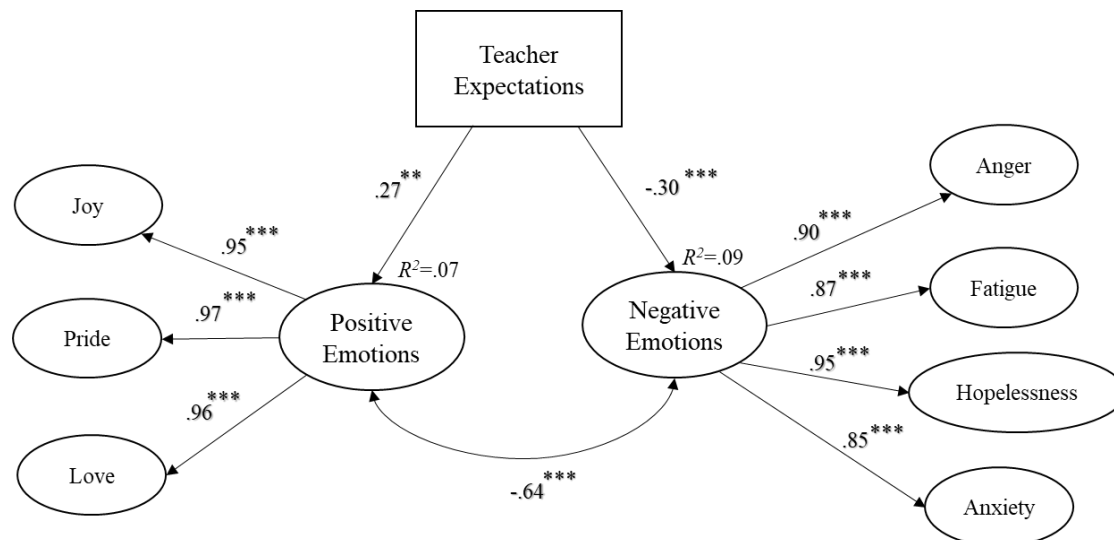 Teacher
Expectations
.27**
-.30***
Joy
Anger
.95***
.90***
R²=.07
R²=.09
Pride
.97***
Positive
Emotions
Negative
Emotions
.87***
Fatigue
.96***
.95***
Hopelessness
Love
-.64***
.85***
Anxiety